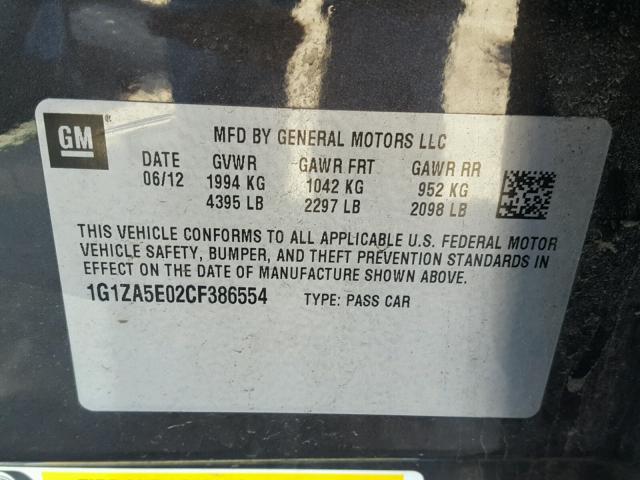 GM ®
MFD BY GENERAL MOTORS LLC
DATE GVWR GAWR FRT GAWR RR
06/12 1994 KG 1042 KG 952 KG
4395 LB 2297 LB 2098 LB
THIS VEHICLE CONFORMS TO ALL APPLICABLE U.S. FEDERAL MOTOR
VEHICLE SAFETY, BUMPER, AND THEFT PREVENTION STANDARDS IN
EFFECT ON THE DATE OF MANUFACTURE SHOWN ABOVE.
1G1ZA5E02CF386554 TYPE: PASS CAR